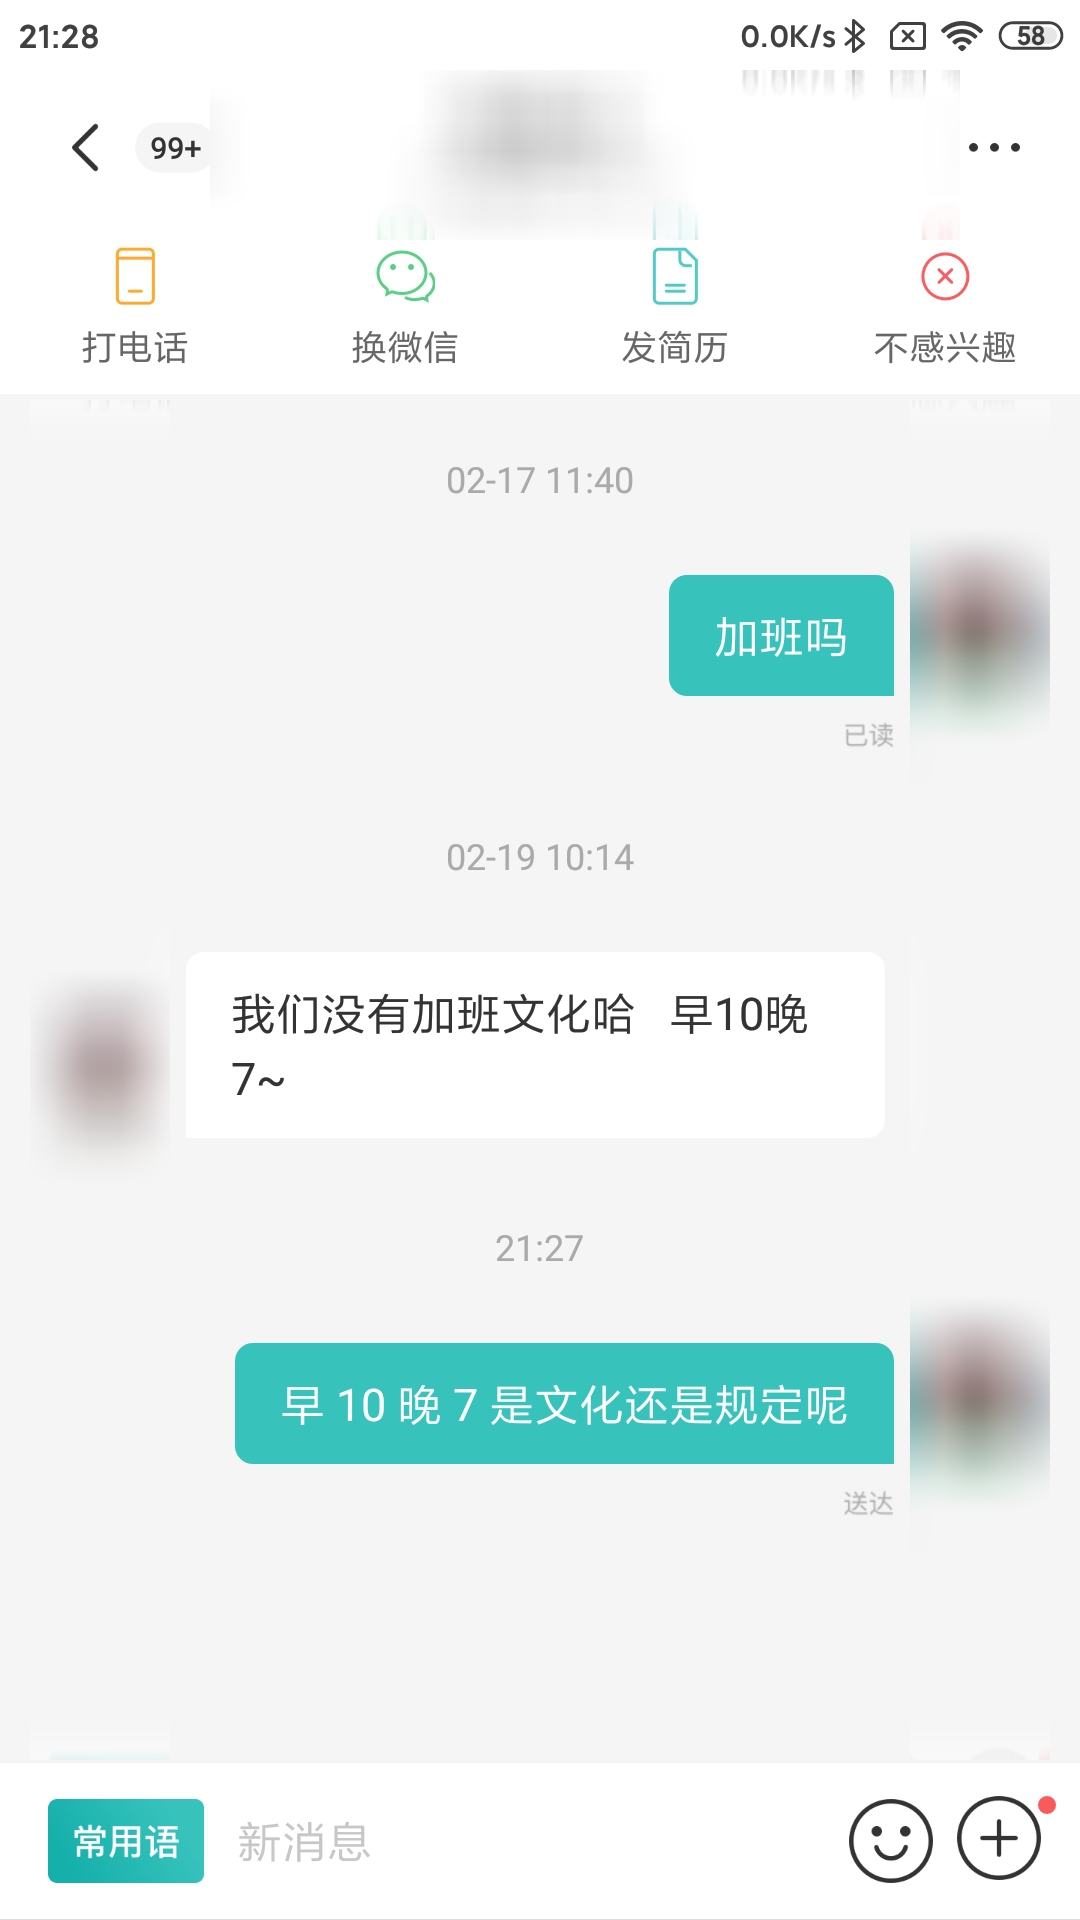 21:28 0.0K/s 58
99+
打电话 换微信 发简历 不感兴趣
02-17 11:40
加班吗
已读
02-19 10:14
我们没有加班文化哈 早10晚
7~
21:27
早 10 晚 7 是文化还是规定呢
送达
常用语 新消息